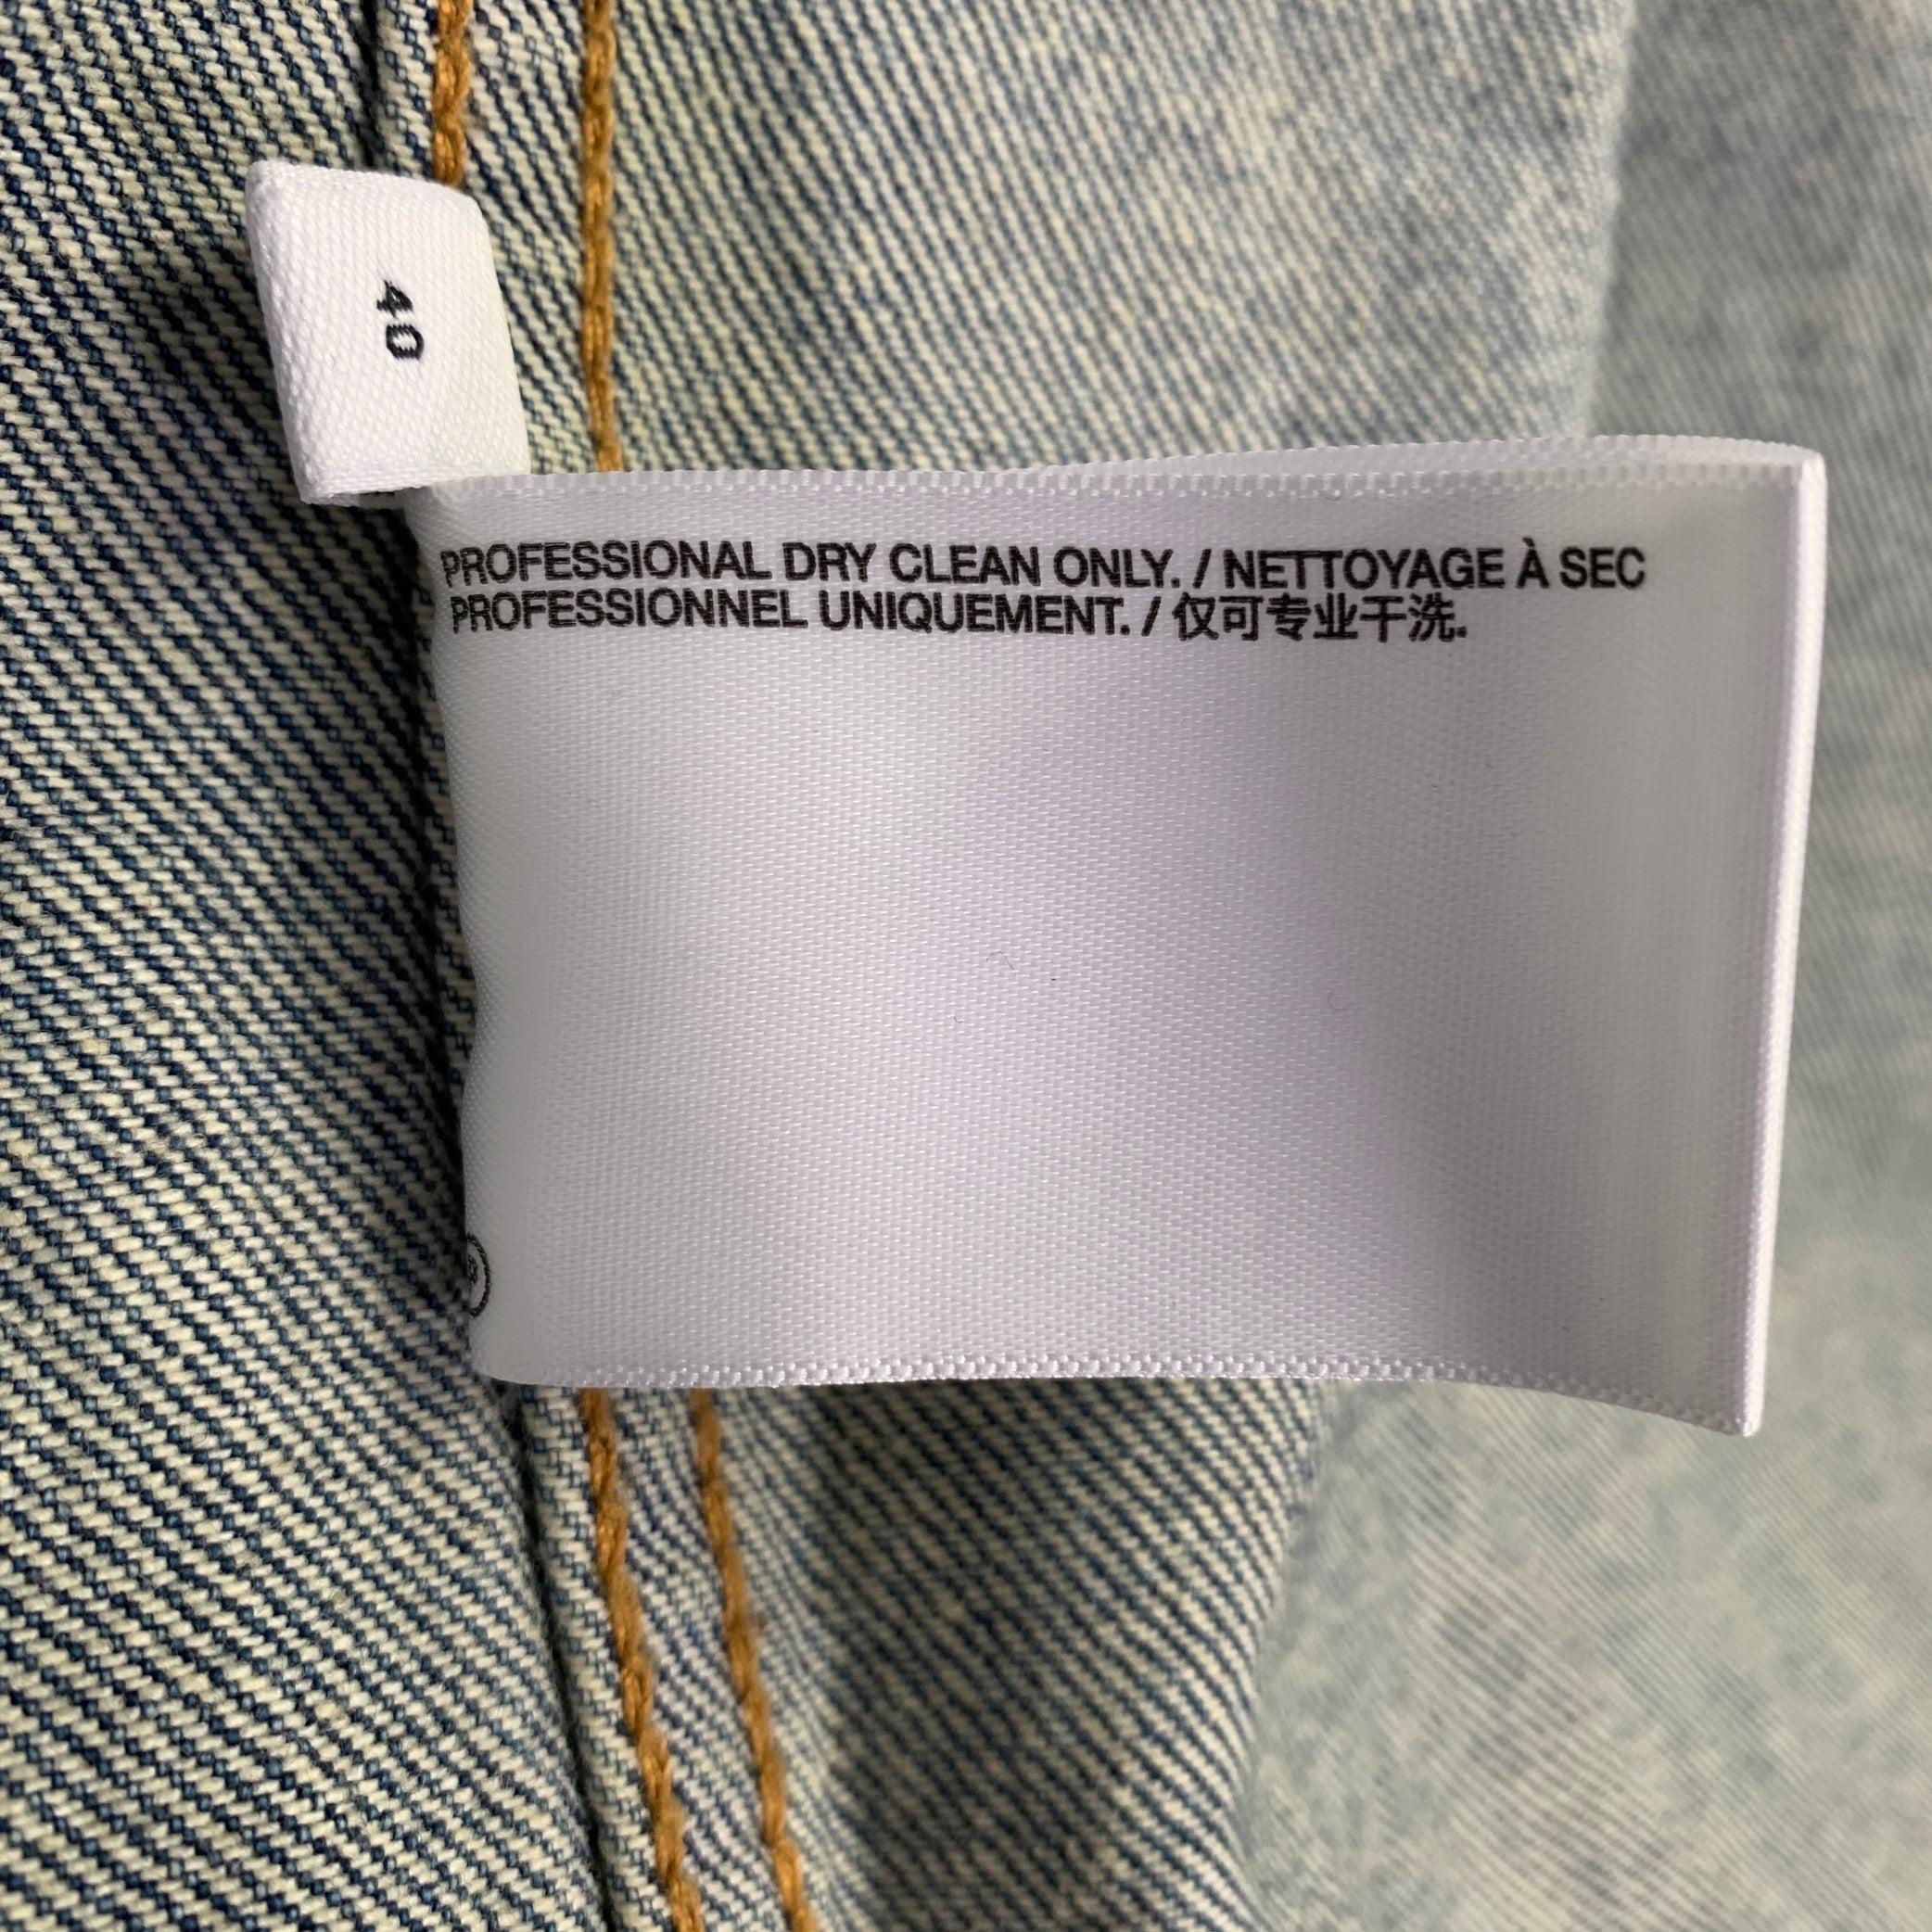 40
PROFESSIONAL DRY CLEAN ONLY. / NETTOYAGE À SEC
PROFESSIONNEL UNIQUEMENT. / 仅可专业干洗.